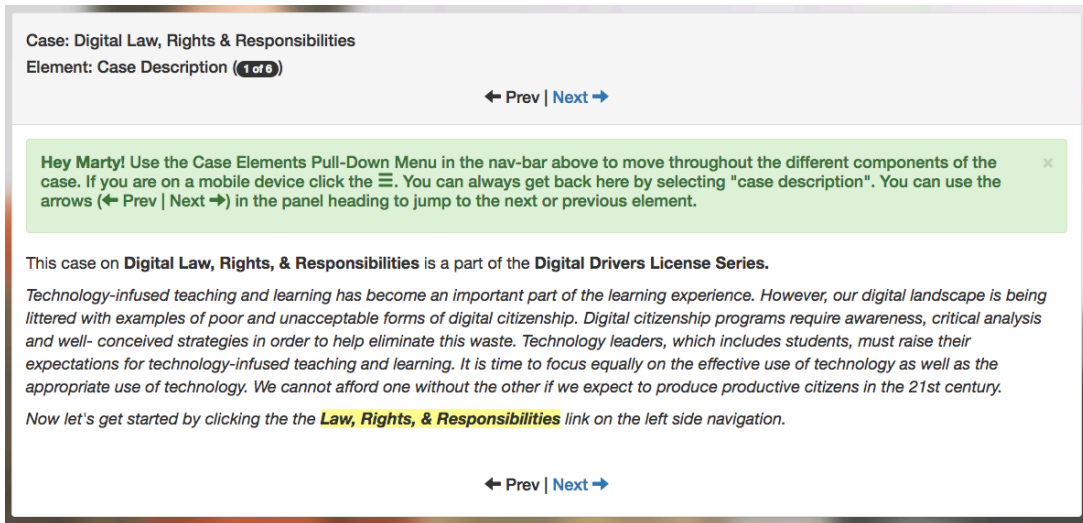 Case: Digital Law, Rights & Responsibilities
Element: Case Description (1 of 6)
← Prev | Next →
Hey Marty! Use the Case Elements Pull-Down Menu in the nav-bar above to move throughout the different components of the
case. If you are on a mobile device click the ☰. You can always get back here by selecting "case description". You can use the
arrows (← Prev | Next →) in the panel heading to jump to the next or previous element.
×
This case on Digital Law, Rights, & Responsibilities is a part of the Digital Drivers License Series.
Technology-infused teaching and learning has become an important part of the learning experience. However, our digital landscape is being
littered with examples of poor and unacceptable forms of digital citizenship. Digital citizenship programs require awareness, critical analysis
and well- conceived strategies in order to help eliminate this waste. Technology leaders, which includes students, must raise their
expectations for technology-infused teaching and learning. It is time to focus equally on the effective use of technology as well as the
appropriate use of technology. We cannot afford one without the other if we expect to produce productive citizens in the 21st century.
Now let's get started by clicking the the Law, Rights, & Responsibilities link on the left side navigation.
← Prev | Next →